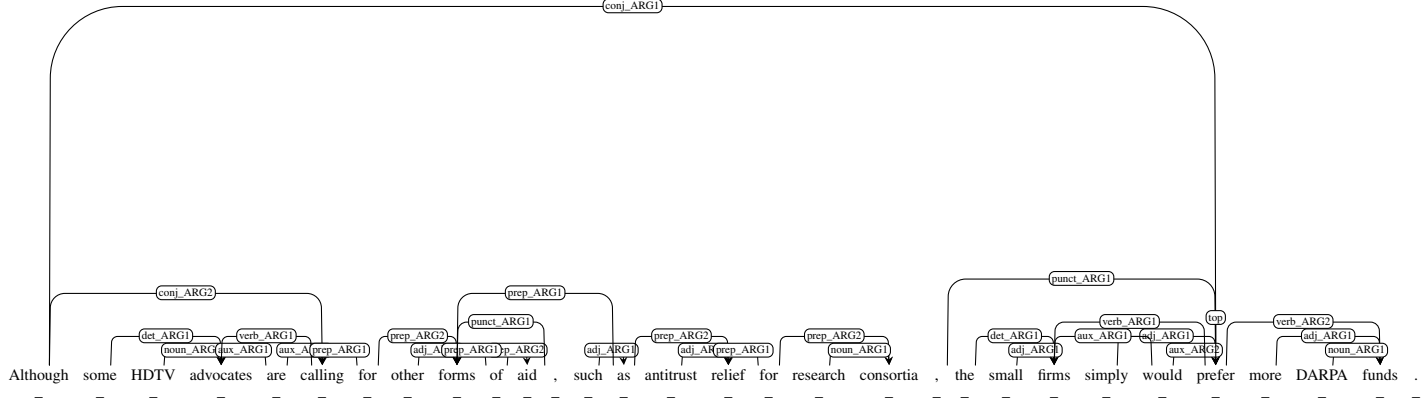 conj_ARG1
punct_ARG1
conj_ARG2 prep_ARG1
top
punct_ARG1 verb_ARG1 verb_ARG2
det_ARG1 verb_ARG1 prep_ARG2 prep_ARG2 prep_ARG2 det_ARG1 aux_ARG1 adj_ARG1 adj_ARG1
aux_ARG1 prep_ARG1 prep_ARG1 adj_ARG1 prep_ARG1 noun_ARG1 adj_ARG1 aux_ARG2 noun_ARG1
Although some HDTV advocates are calling for other forms of aid , such as antitrust relief for research consortia , the small firms simply would prefer more DARPA funds .
_ _ _ _ _ _ _ _ _ _ _ _ _ _ _ _ _ _ _ _ _ _ _ _ _ _ _ _ _ _